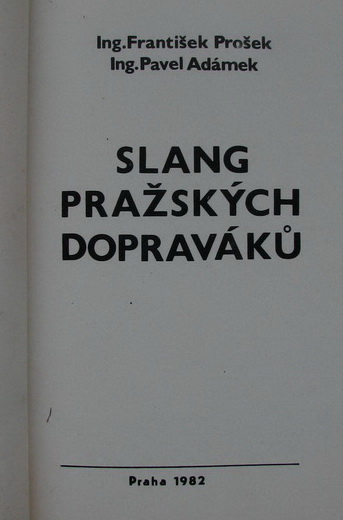 Ing.František Prošek
Ing.Pavel Adámek
SLANG
PRAŽSKÝCH
DOPRAVÁKŮ
Praha 1982